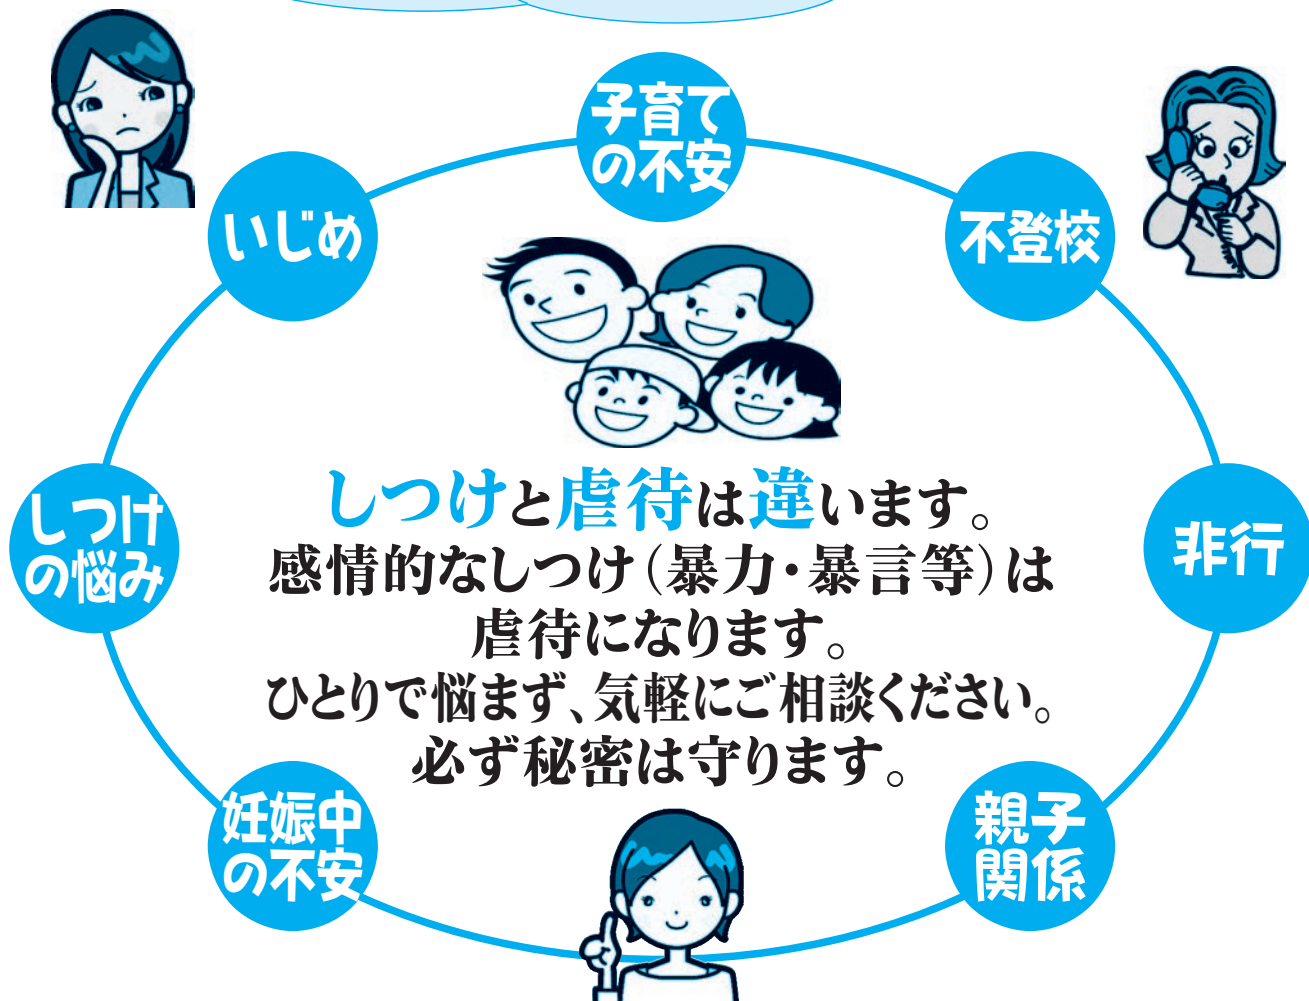 子育て
の不安
いじめ
不登校
しつけ
の悩み
非行
しつけと虐待は違います。
感情的なしつけ（暴力・暴言等）は
虐待になります。
ひとりで悩まず、気軽にご相談ください。
必ず秘密は守ります。
妊娠中
の不安
親子
関係